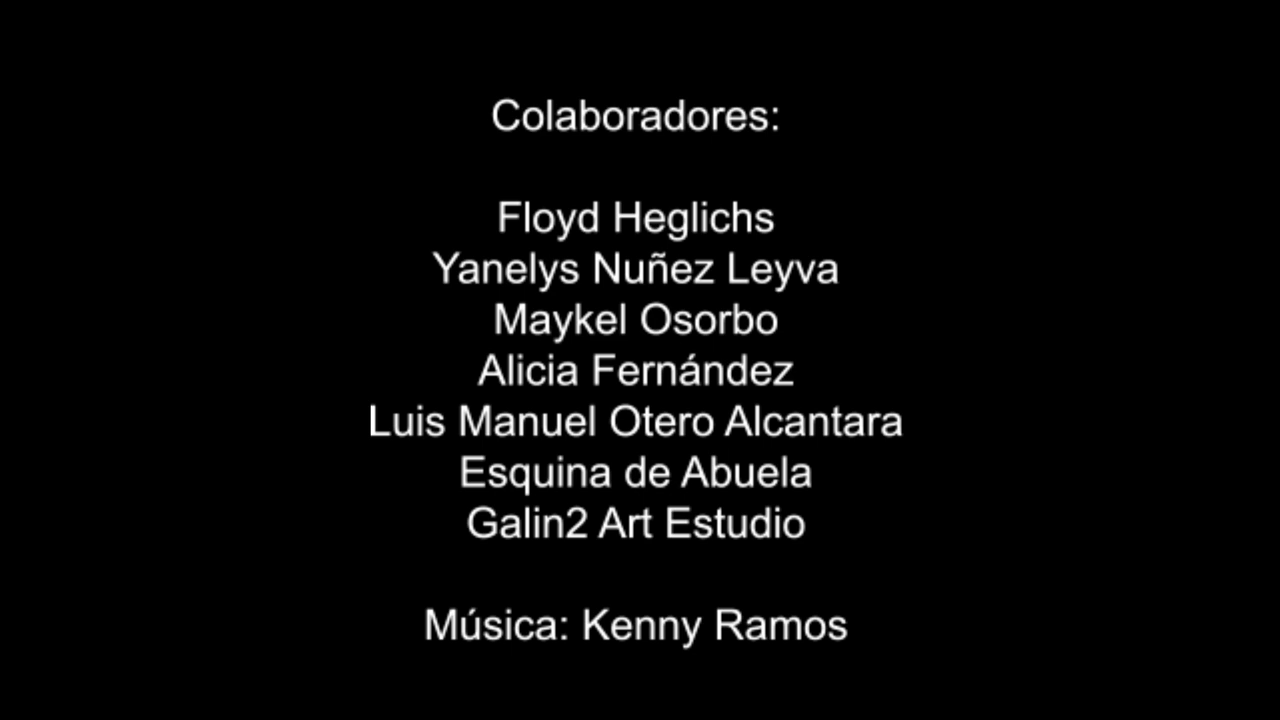 Colaboradores:
Floyd Heglichs
Yanelys Nuñez Leyva
Maykel Osorbo
Alicia Fernández
Luis Manuel Otero Alcantara
Esquina de Abuela
Galin2 Art Estudio
Música: Kenny Ramos